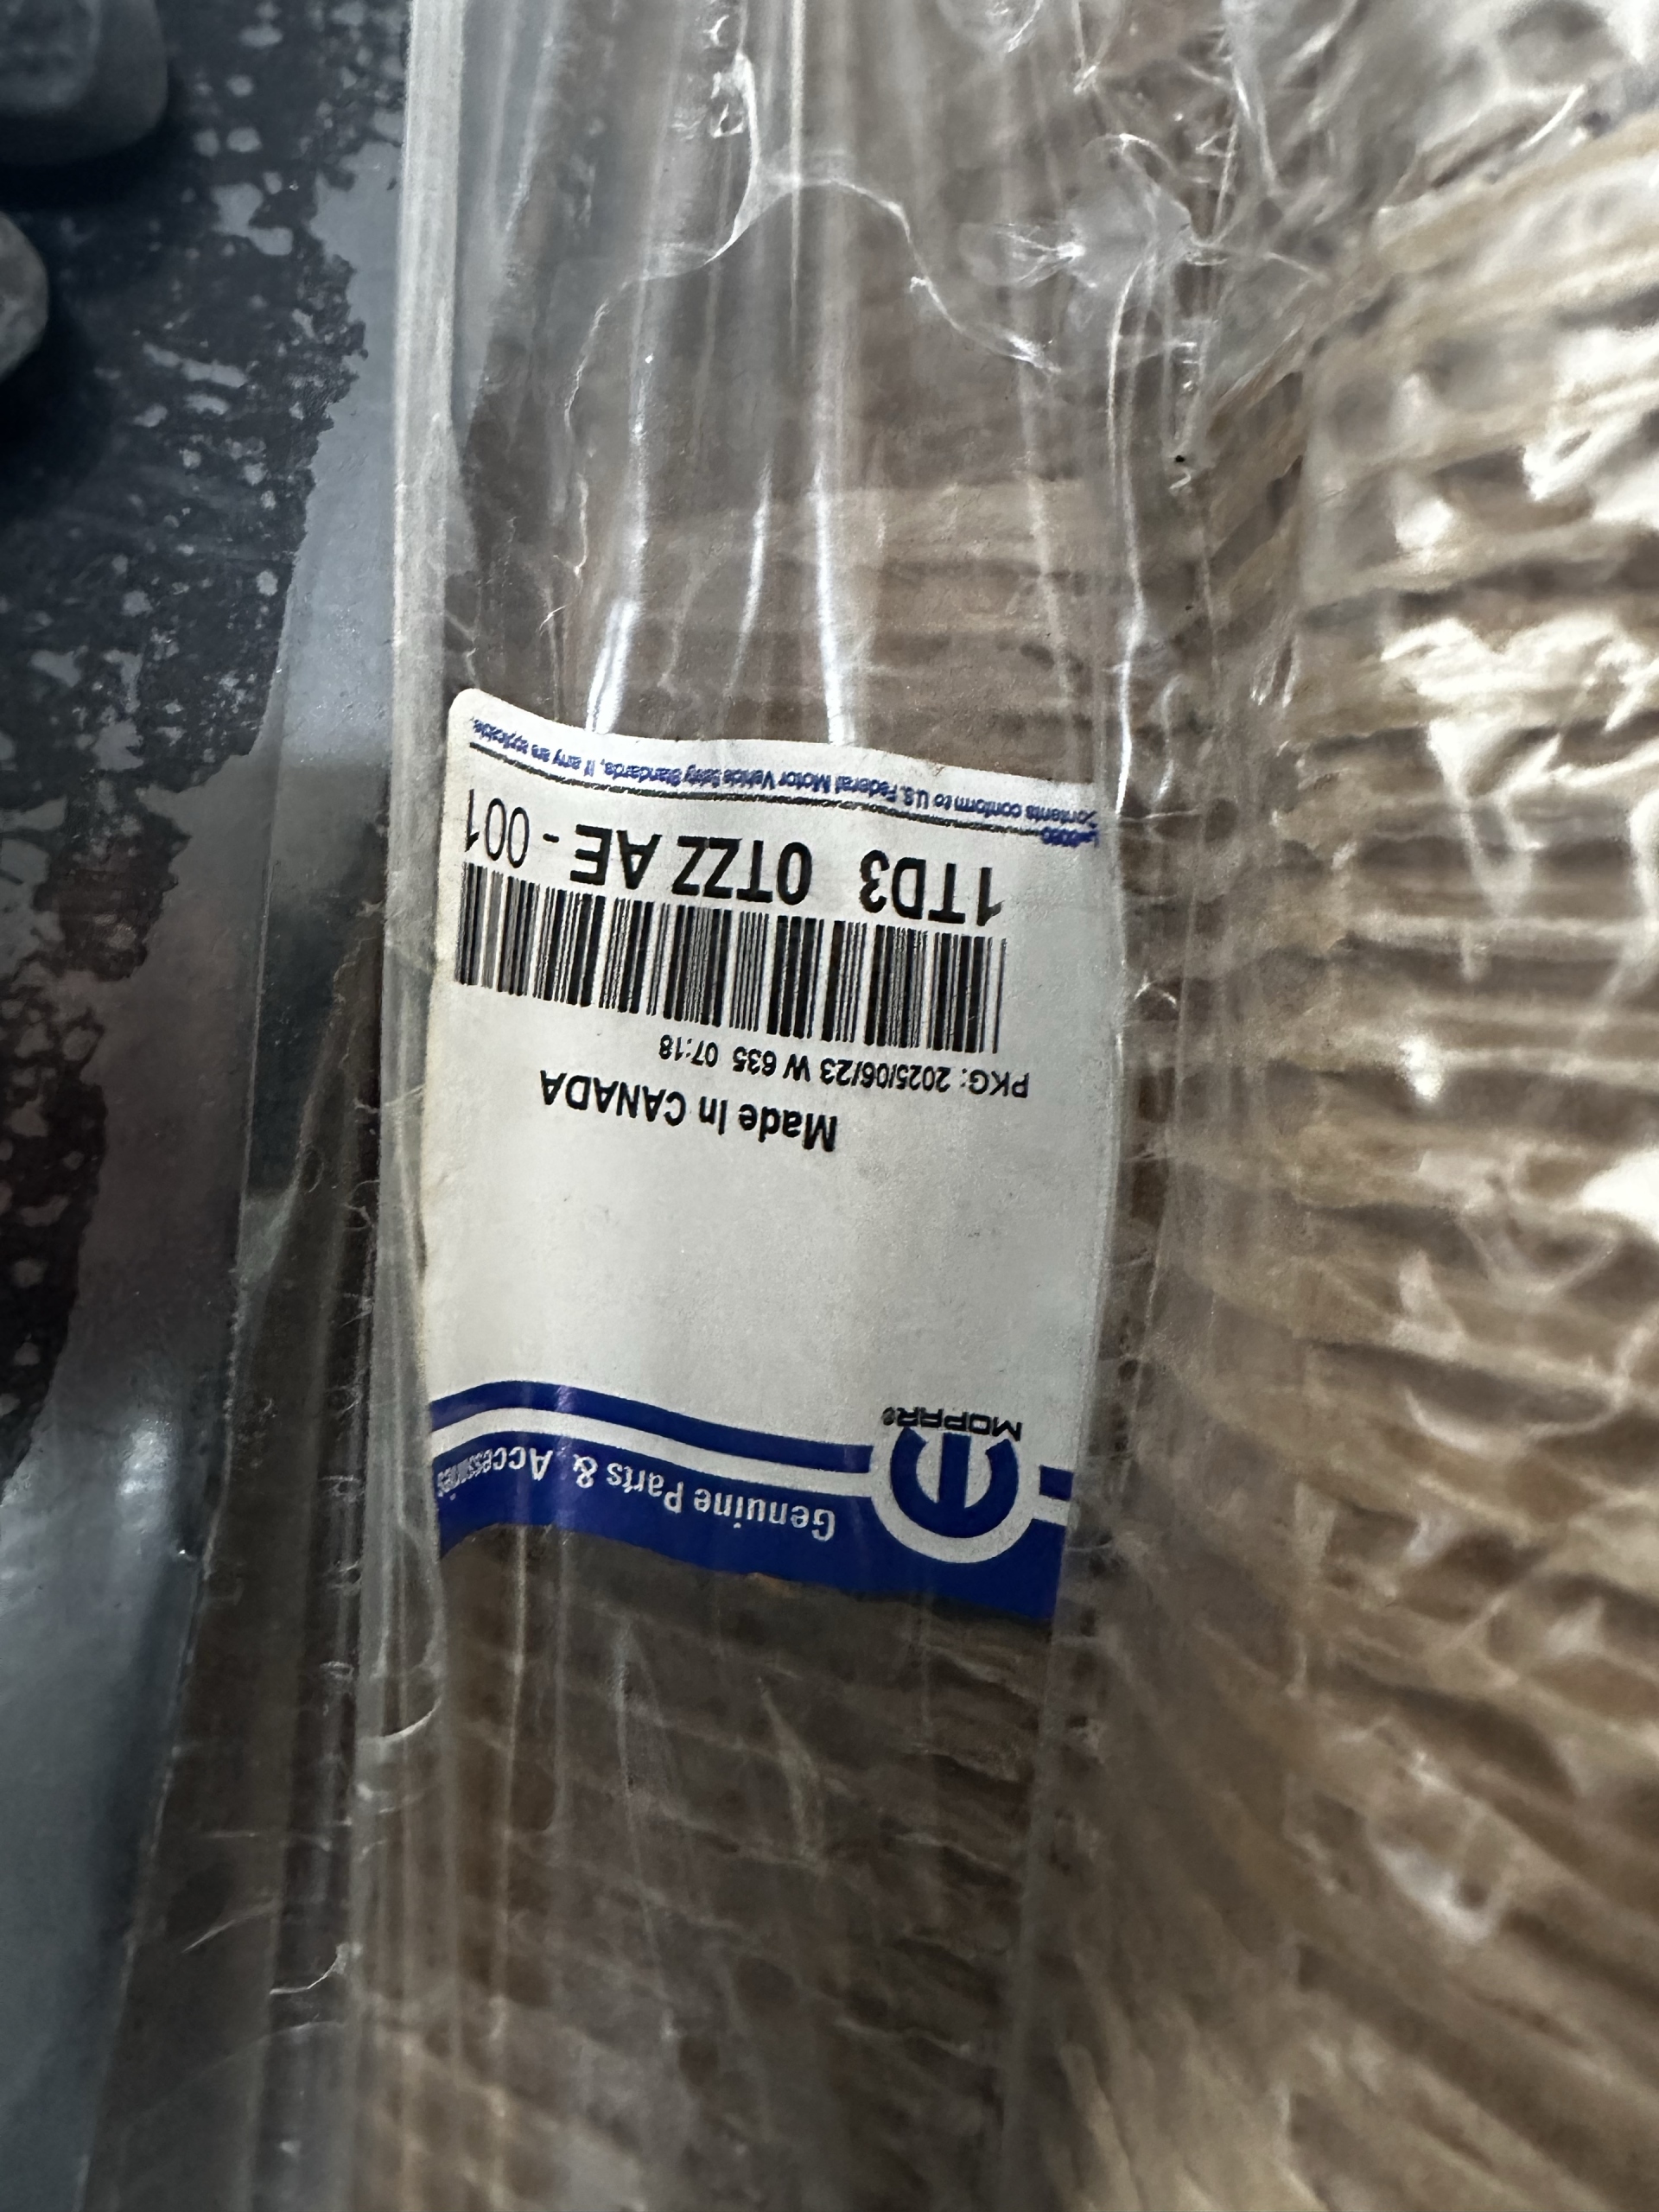 Genuine Parts & Accessories
MOPAR®
Made In CANADA
PKG: 2025/06/23 W 635 07:18
1TD3 0TZZ AE - 001
Contents conform to U.S. Federal Motor Vehicle Safety Standards, If any are applicable.